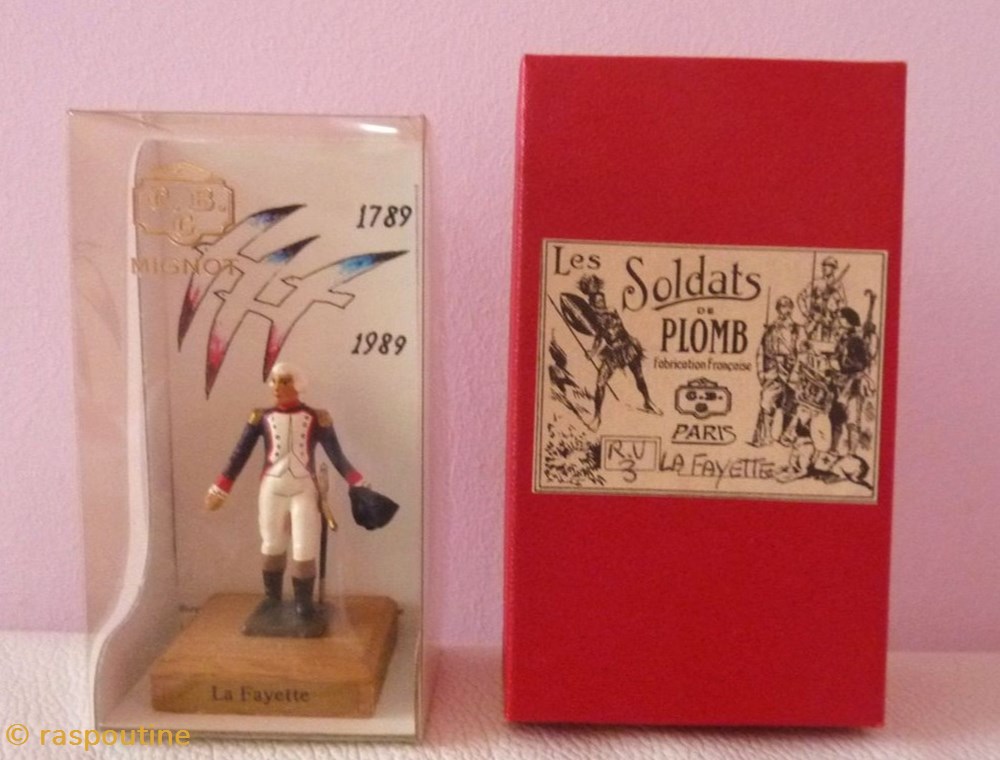 C. B.
C
MIGNOT
1789
1989
La Fayette
Les Soldats
DE
PLOMB
Fabrication Française
C.B.
PARIS
R.U
3
LA FAYETTE
© raspoutine